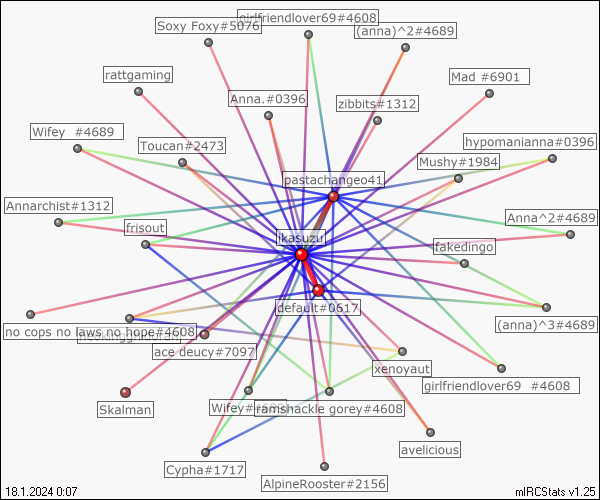 Soxy Foxy#5076
girlfriendlover69#4608
(anna)^2#4689
rattgaming
Mad #6901
Anna.#0396
zibbits#1312
Wifey  #4689
Toucan#2473
hypomanianna#0396
Mushy#1984
pastachangeo41
Annarchist#1312
frisout
Anna^2#4689
ikasuzu
fakedingo
default#0617
(anna)^3#4689
no cops no laws no hope#4608
ace deucy#7097
xenoyaut
girlfriendlover69  #4608
Skalman
Wifey#
ramshackle gorey#4608
avelicious
Cypha#1717
AlpineRooster#2156
18.1.2024 0:07
mIRCStats v1.25